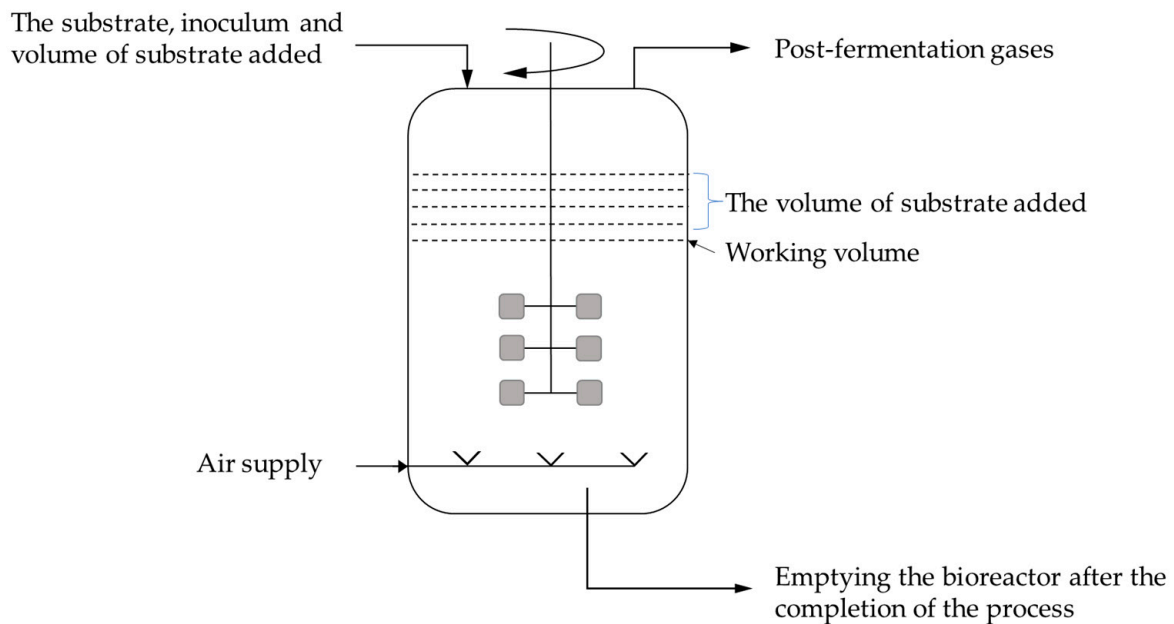 The substrate, inoculum and
volume of substrate added
Post-fermentation gases
The volume of substrate added
Working volume
Air supply
Emptying the bioreactor after the
completion of the process